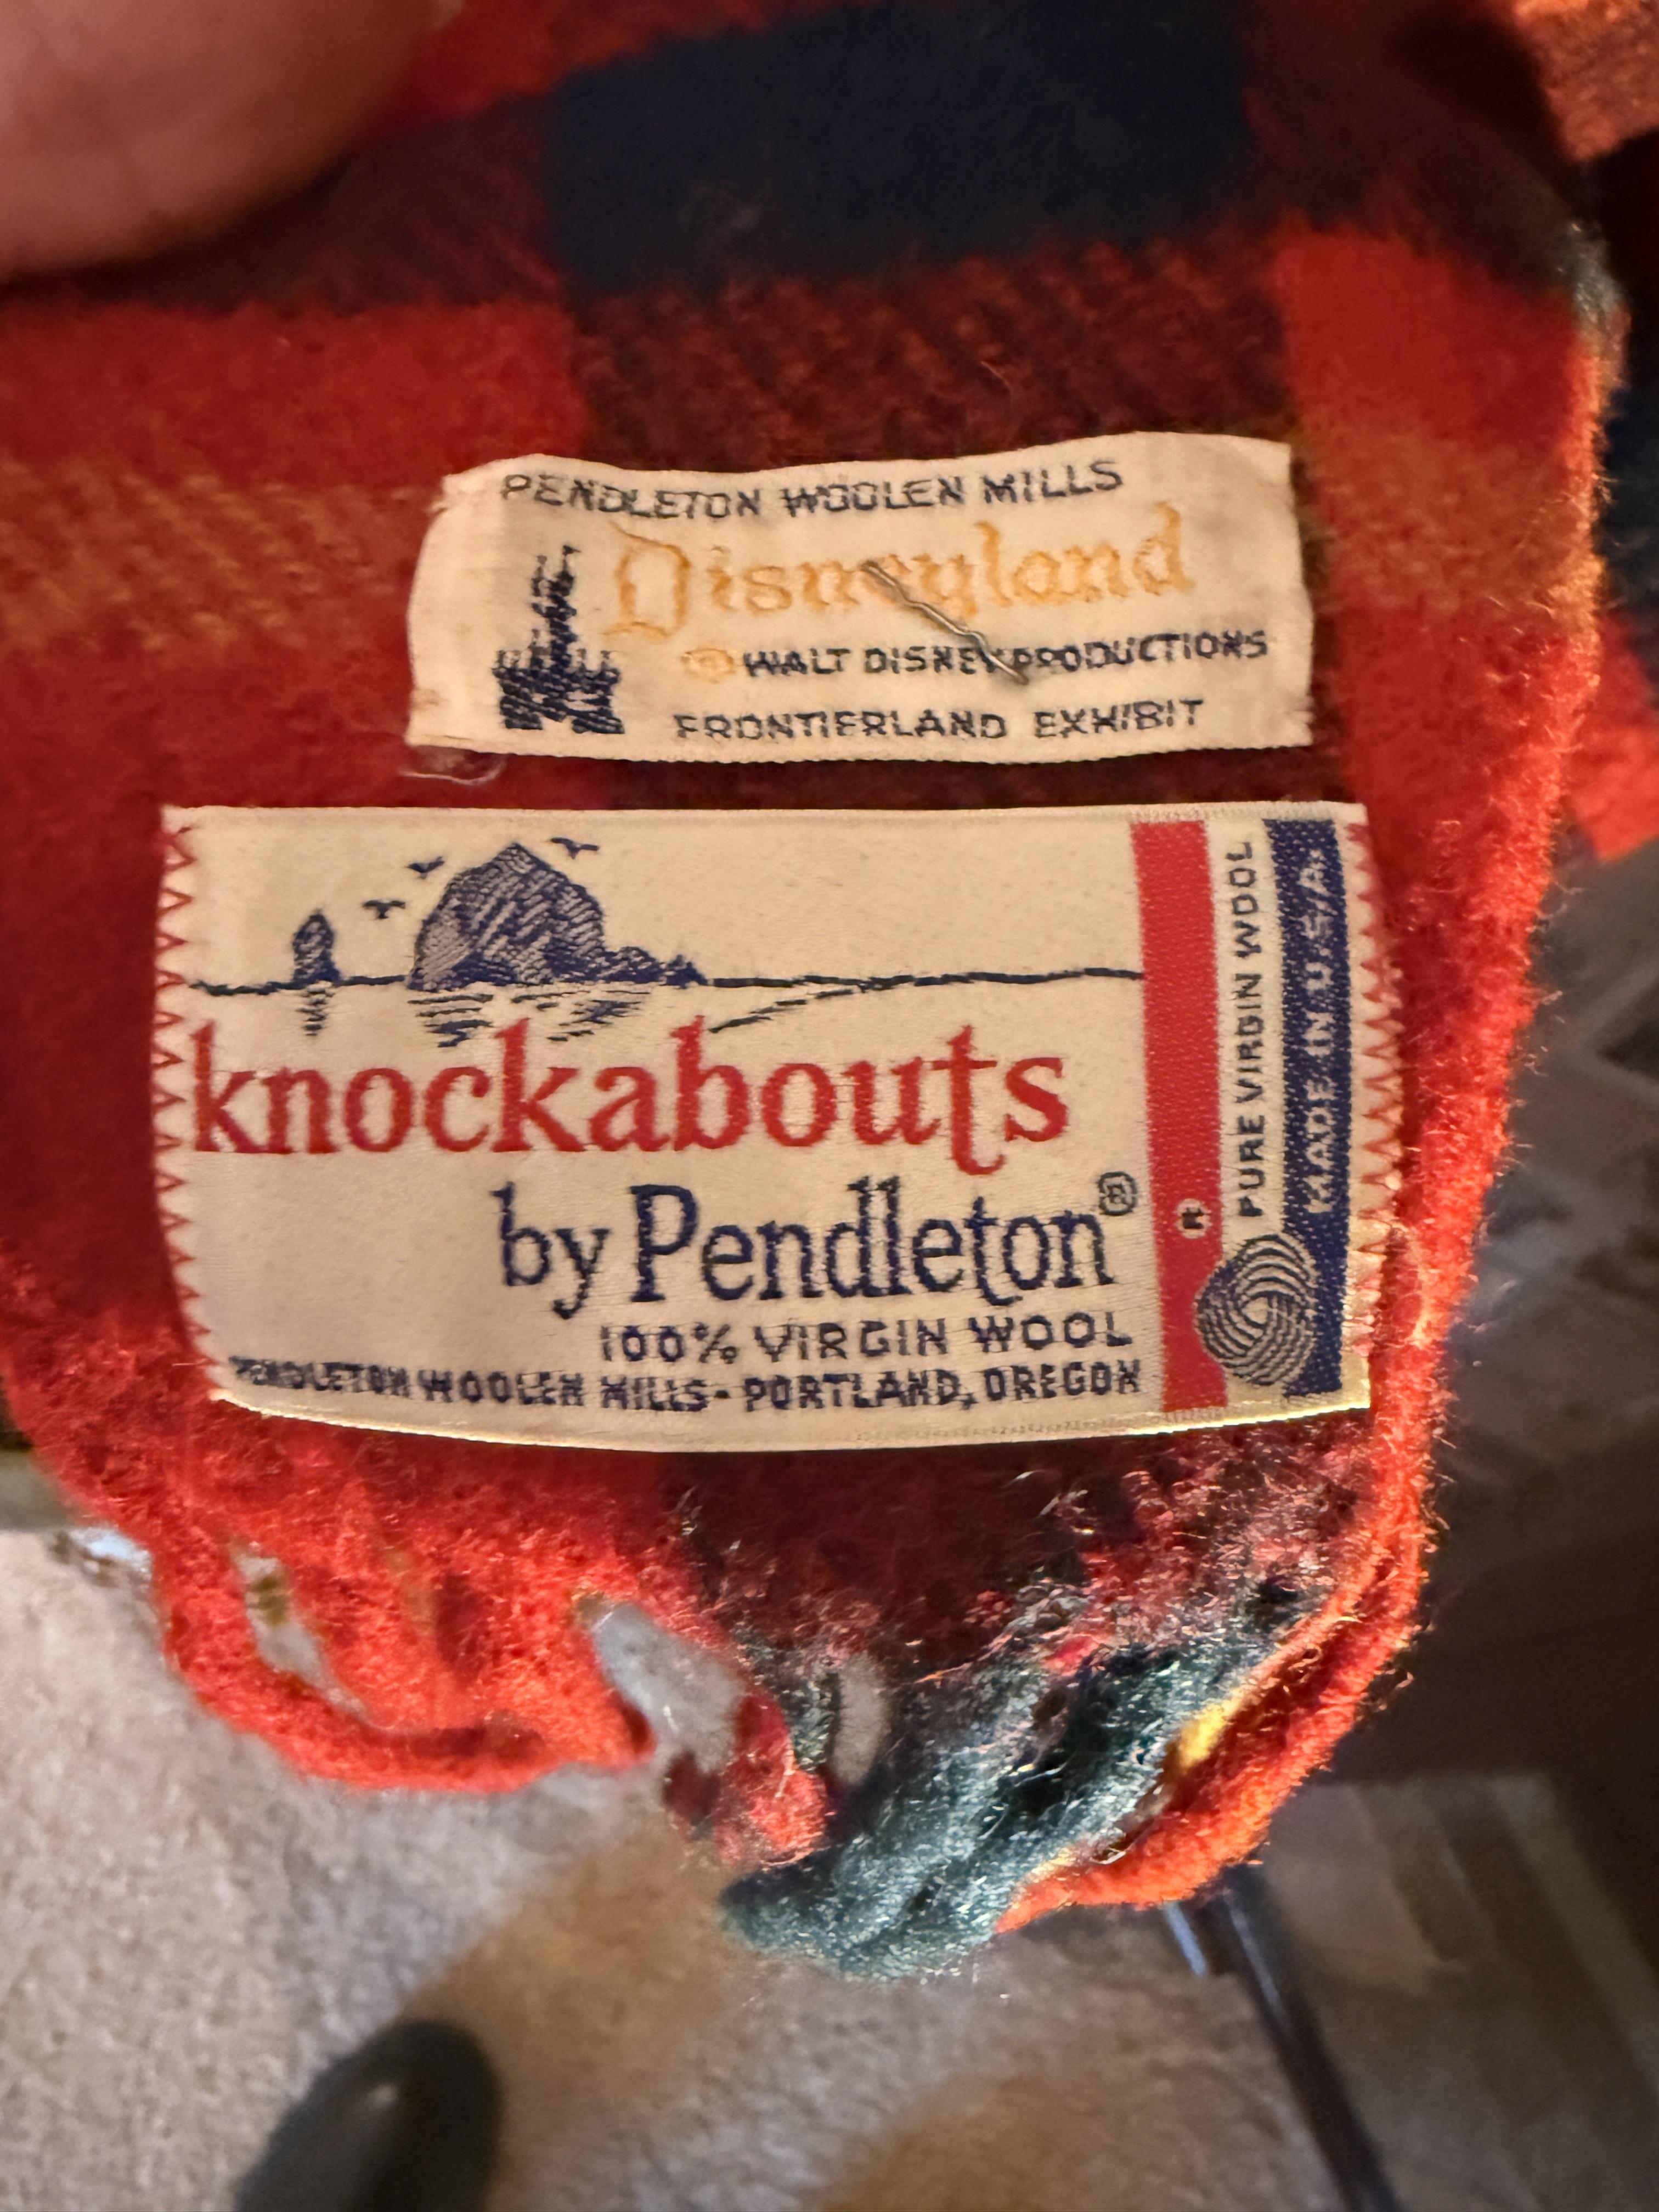 PENDLETON WOOLEN MILLS
Disneyland
© WALT DISNEY PRODUCTIONS
FRONTIERLAND EXHIBIT
knockabouts
by Pendleton®
100% VIRGIN WOOL
PENDLETON WOOLEN MILLS - PORTLAND, OREGON
®
PURE VIRGIN WOOL
MADE IN U.S.A.